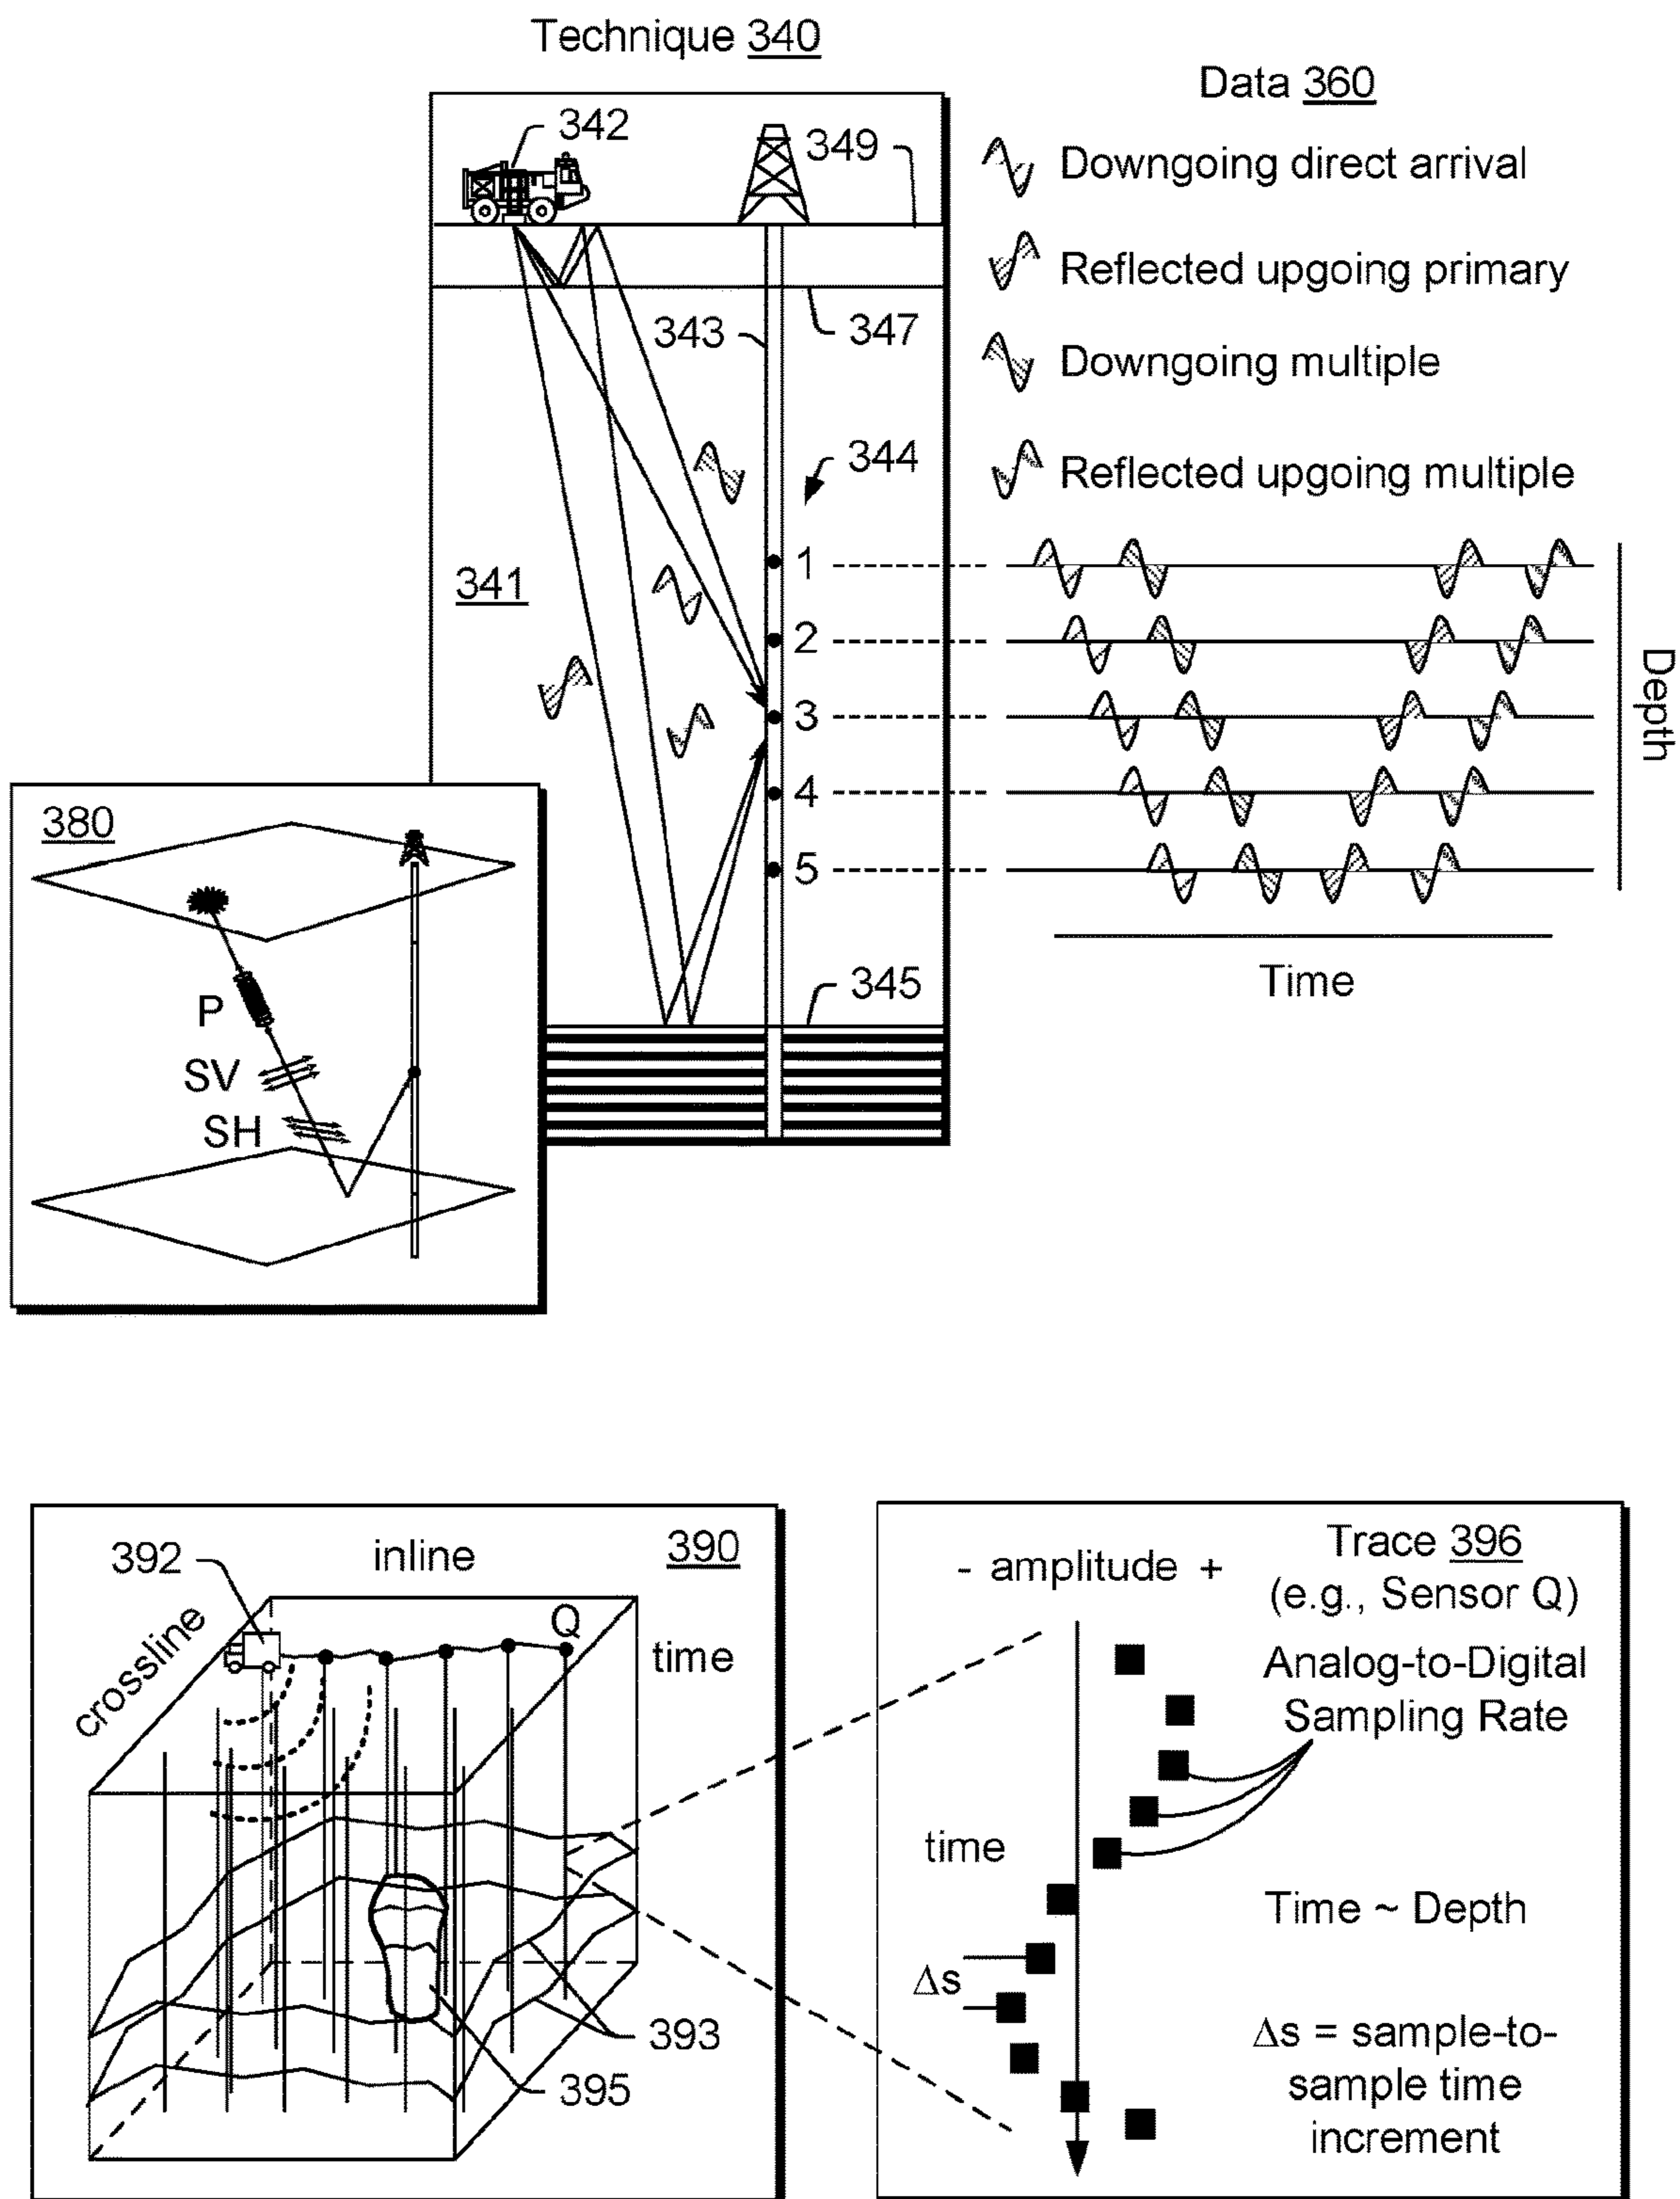 Technique 340
Data 360
342
349
Downgoing direct arrival
Reflected upgoing primary
347
343
Downgoing multiple
344
Reflected upgoing multiple
341
1
2
3
4
5
Depth
Time
345
380
P
SV
SH
390
392
inline
crossline
Q
time
393
395
Trace 396
(e.g., Sensor Q)
- amplitude +
Analog-to-Digital
Sampling Rate
time
Time ~ Depth
Δs
Δs = sample-to-
sample time
increment